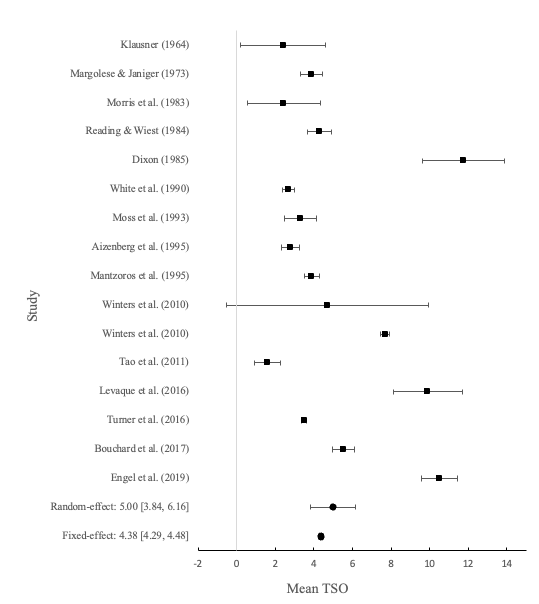 Klausner (1964)
Margolese & Janiger (1973)
Morris et al. (1983)
Reading & Wiest (1984)
Dixon (1985)
White et al. (1990)
Moss et al. (1993)
Aizenberg et al. (1995)
Mantzoros et al. (1995)
Winters et al. (2010)
Winters et al. (2010)
Tao et al. (2011)
Levaque et al. (2016)
Turner et al. (2016)
Bouchard et al. (2017)
Engel et al. (2019)
Random-effect: 5.00 [3.84, 6.16]
Fixed-effect: 4.38 [4.29, 4.48]
Study
-2 0 2 4 6 8 10 12 14
Mean TSO